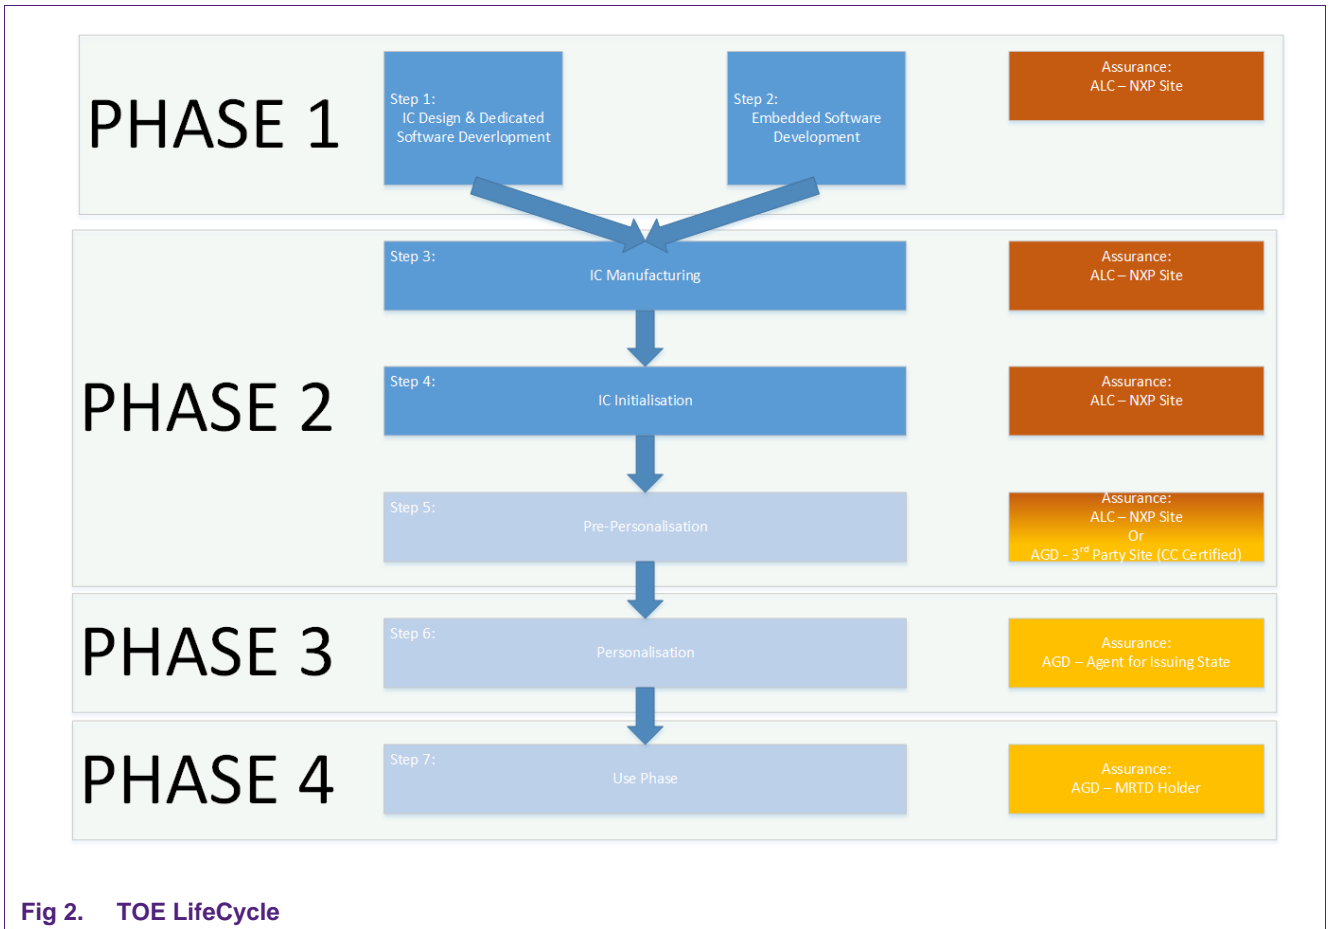 PHASE 1
Step 1:
IC Design & Dedicated
Software Deverlopment
Step 2:
Embedded Software
Development
Assurance:
ALC – NXP Site
PHASE 2
Step 3:
IC Manufacturing
Assurance:
ALC – NXP Site
Step 4:
IC Initialisation
Assurance:
ALC – NXP Site
Step 5:
Pre-Personalisation
Assurance:
ALC – NXP Site
Or
AGD - 3rd Party Site (CC Certified)
PHASE 3
Step 6:
Personalisation
Assurance:
AGD – Agent for Issuing State
PHASE 4
Step 7:
Use Phase
Assurance:
AGD – MRTD Holder
Fig 2. TOE LifeCycle